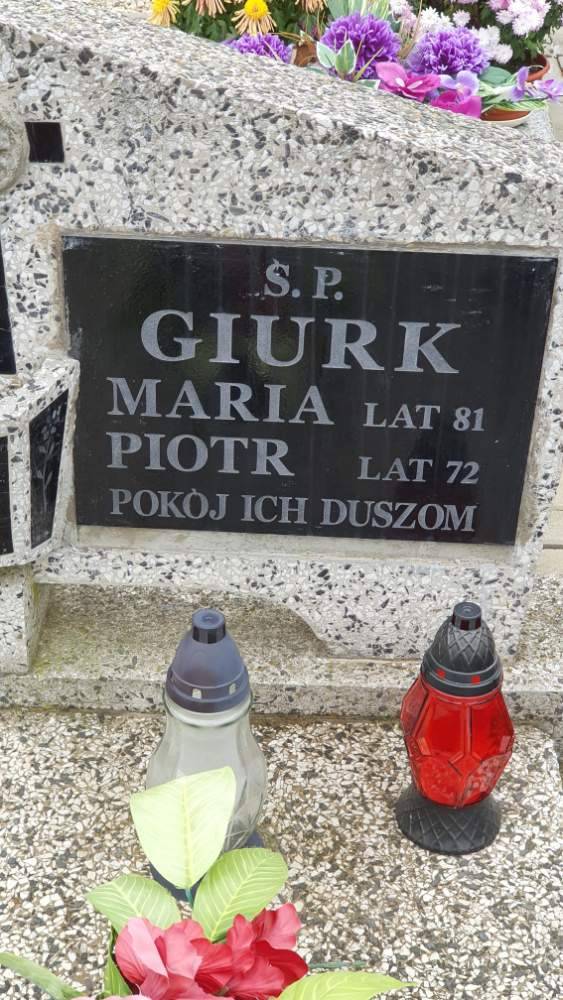 Ś. P.
GIURK
MARIA LAT 81
PIOTR LAT 72
POKÓJ ICH DUSZOM